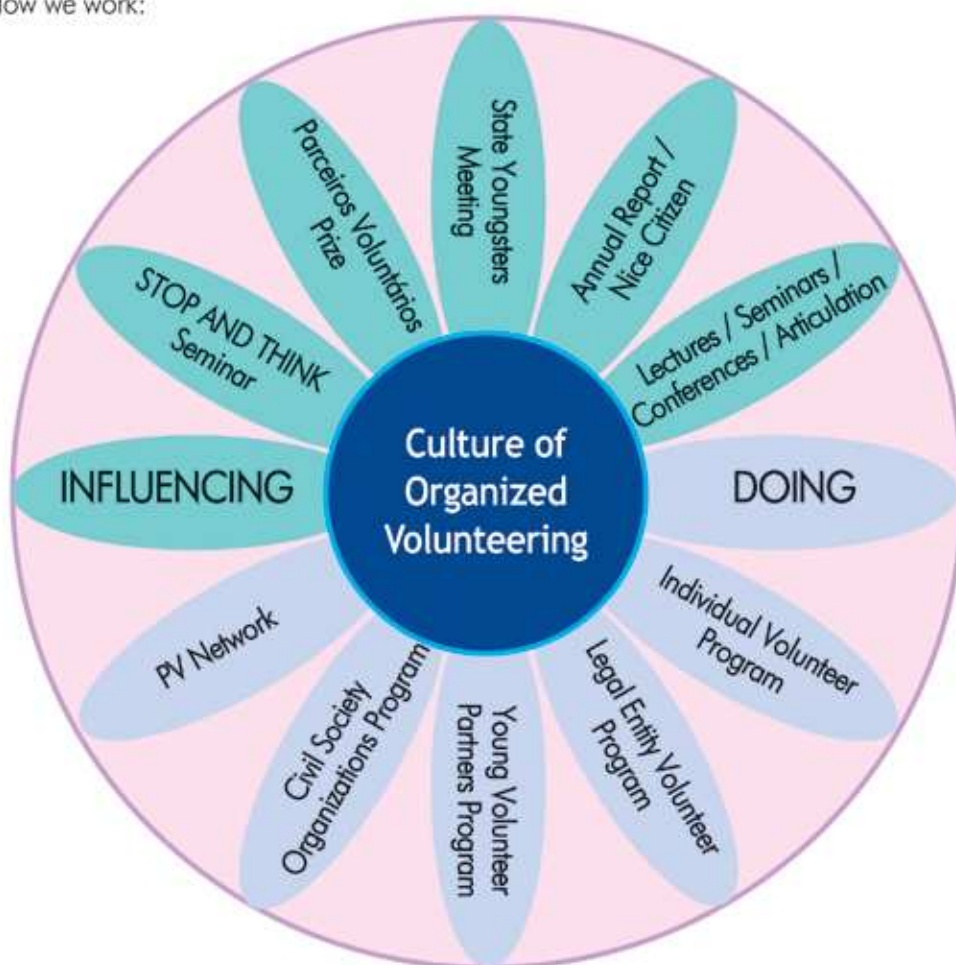 How we work:
State Youngsters
Meeting
Annual Report /
Nice Citizen
Lectures / Seminars /
Conferences / Articulation
DOING
Individual Volunteer
Program
Legal Entity Volunteer
Program
Young Volunteer
Partners Program
Civil Society
Organizations Program
PV Network
INFLUENCING
STOP AND THINK
Seminar
Parceiros Voluntários
Prize
Culture of
Organized
Volunteering